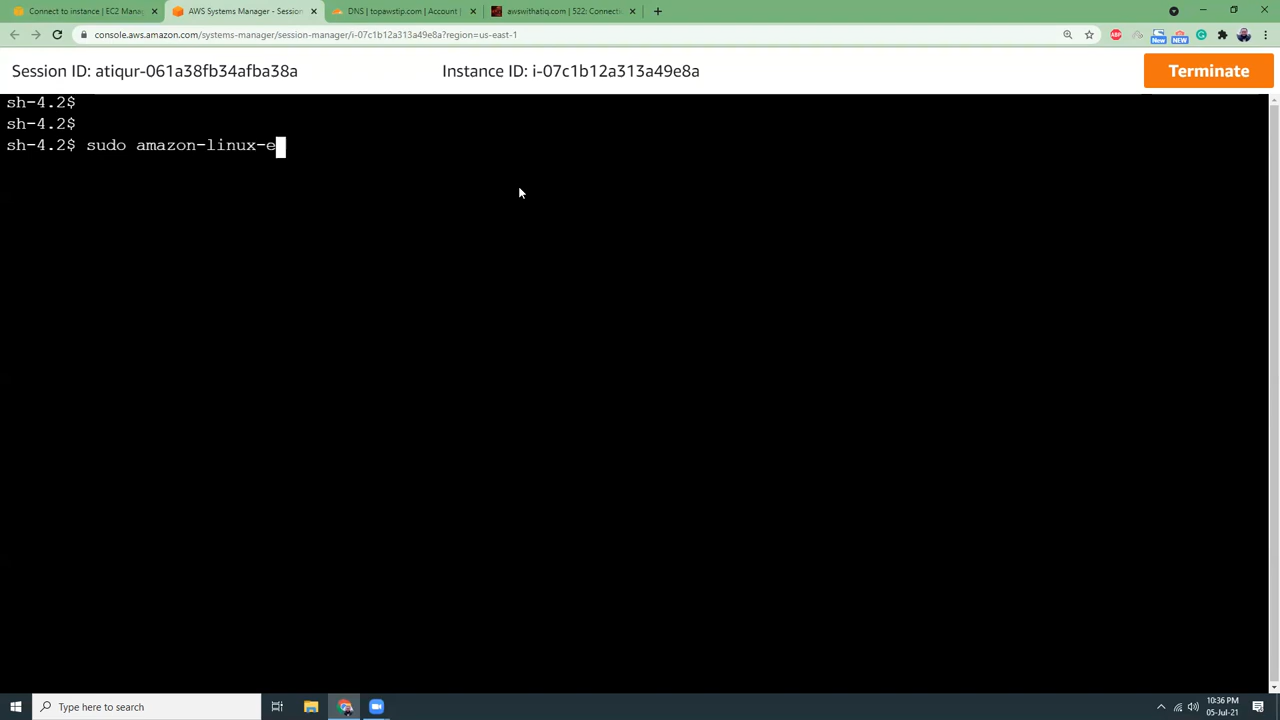 Connect to instance | EC2 Manag
AWS Systems Manager - Session
DNS | topawstip.com | Account |
awswithatiq.com | 522: Connecti
console.aws.amazon.com/systems-manager/session-manager/i-07c1b12a313a49e8a?region=us-east-1
ABP
New
NEW
Session ID: atiqur-061a38fb34afba38a
Instance ID: i-07c1b12a313a49e8a
Terminate
sh-4.2$
sh-4.2$
sh-4.2$ sudo amazon-linux-e
Type here to search
10:36 PM
05-Jul-21